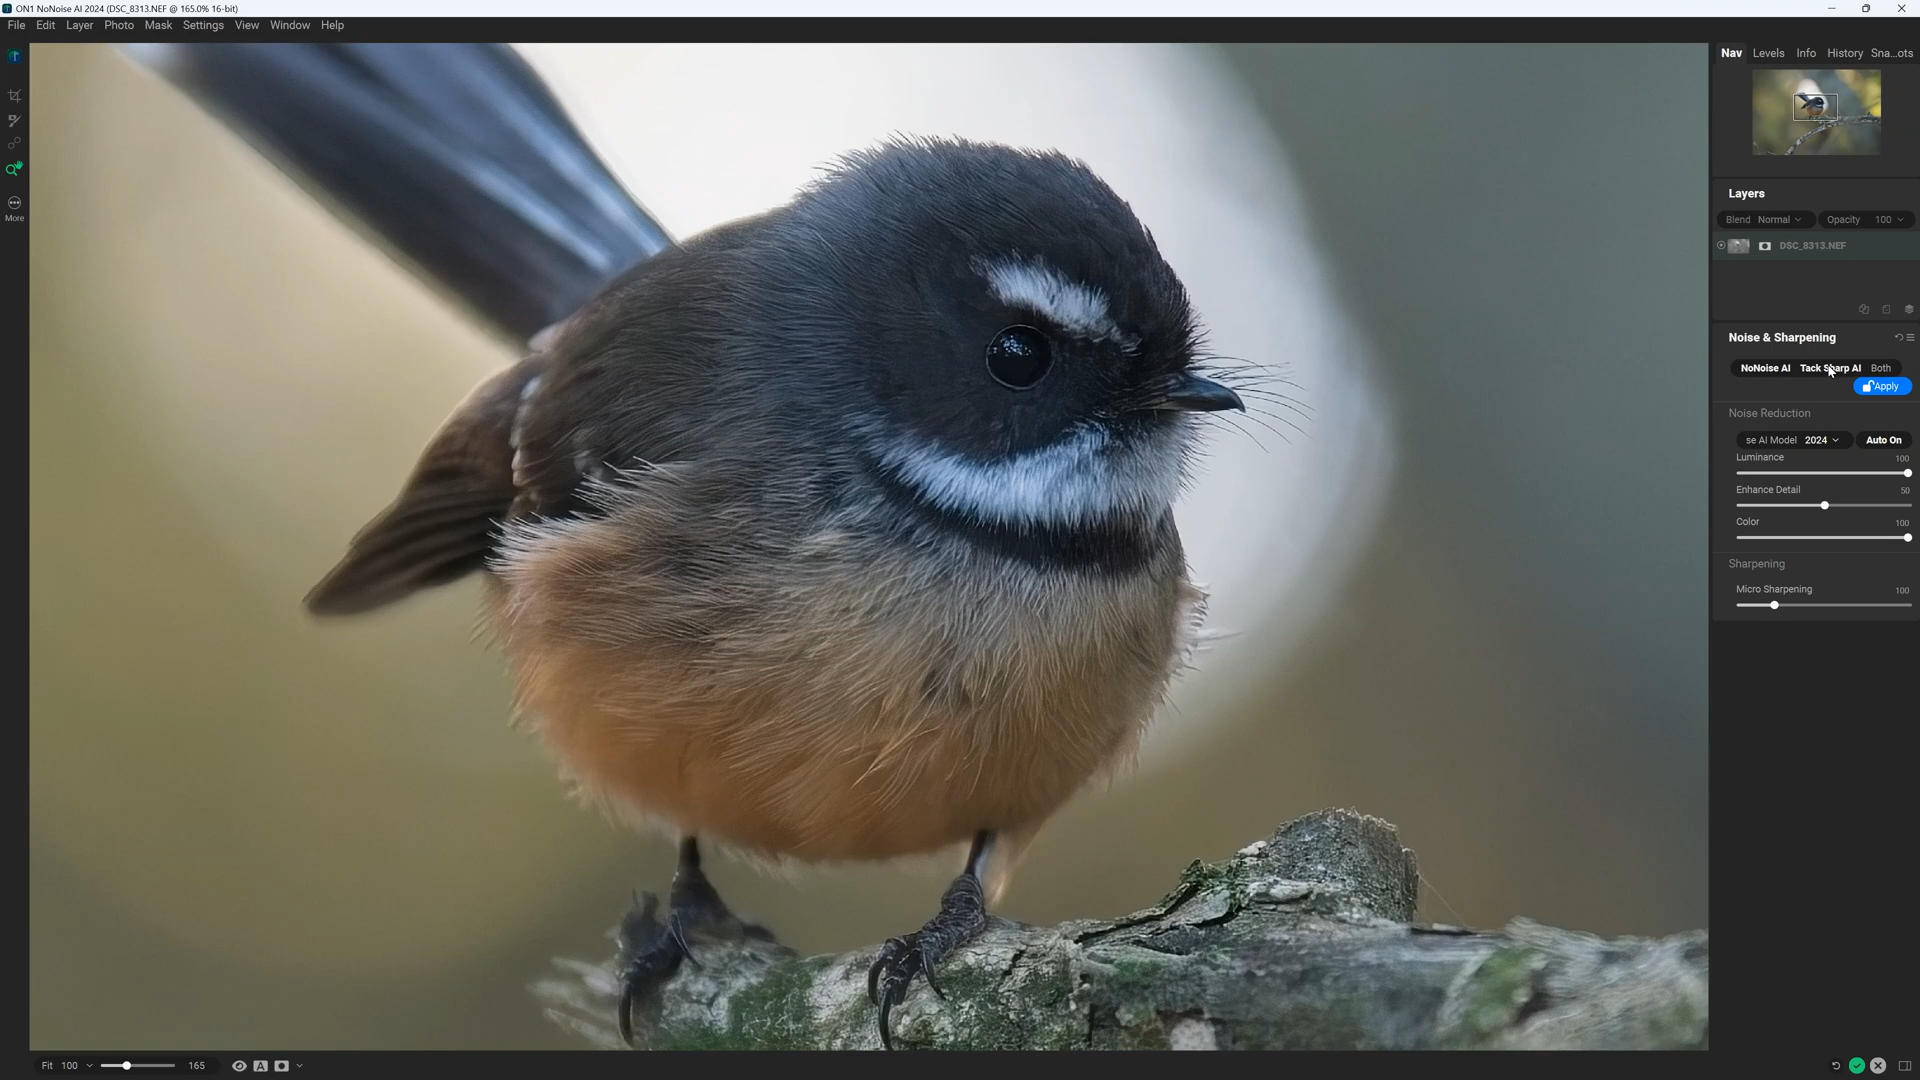 ON1 NoNoise AI 2024 (DSC_8313.NEF @ 165.0% 16-bit)
File Edit Layer Photo Mask Settings View Window Help
Nav Levels Info History Sna...ots
More
Layers
Blend Normal Opacity 100
DSC_8313.NEF
Noise & Sharpening
NoNoise AI Tack Sharp AI Both
Apply
Noise Reduction
se AI Model 2024 Auto On
Luminance 100
Enhance Detail 50
Color 100
Sharpening
Micro Sharpening 100
Fit 100 165 A